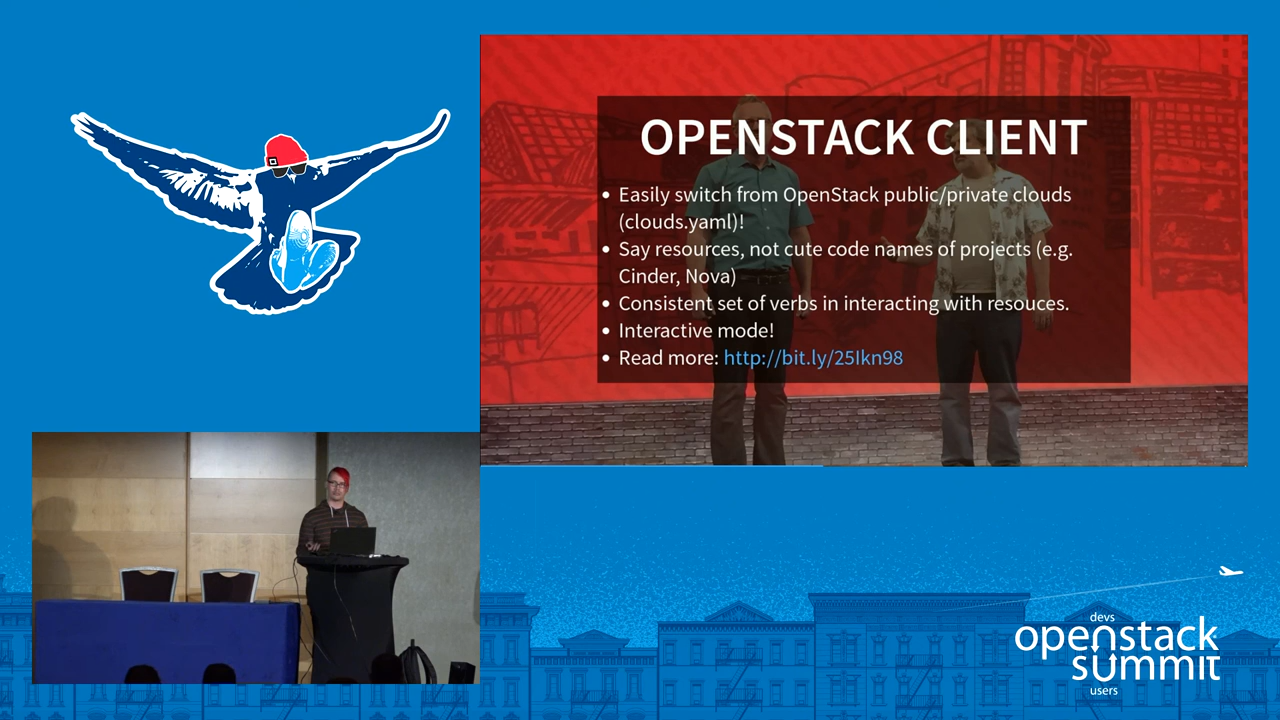 OPENSTACK CLIENT
• Easily switch from OpenStack public/private clouds
(clouds.yaml)!
• Say resources, not cute code names of projects (e.g.
Cinder, Nova)
• Consistent set of verbs in interacting with resouces.
• Interactive mode!
• Read more: http://bit.ly/25Ikn98
devs
openstack
summit
users